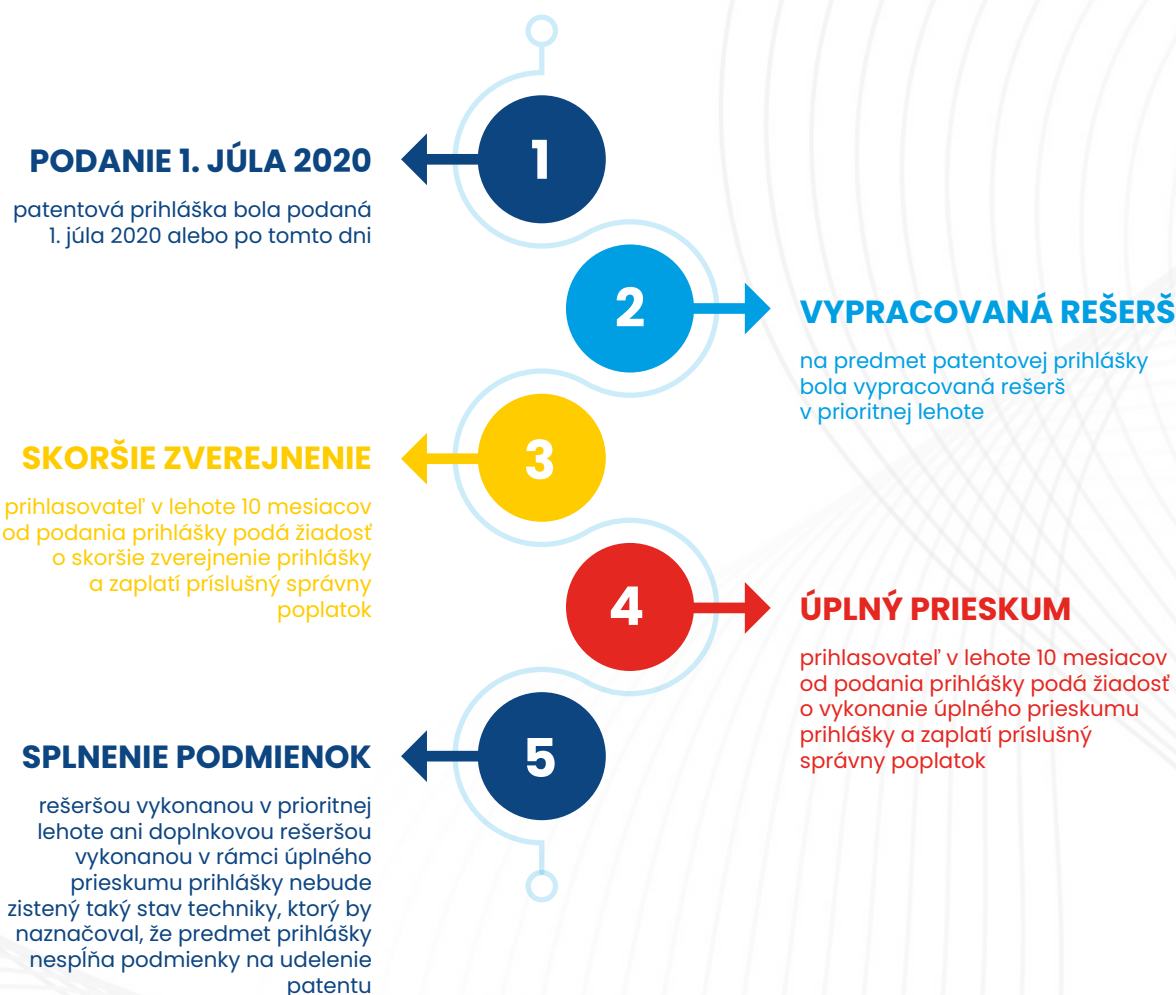 1
PODANIE 1. JÚLA 2020
patentová prihláška bola podaná
1. júla 2020 alebo po tomto dni
2
VYPRACOVANÁ REŠERŠ
na predmet patentovej prihlášky
bola vypracovaná rešerš
v prioritnej lehote
3
SKORŠIE ZVEREJNENIE
prihlasovateľ v lehote 10 mesiacov
od podania prihlášky podá žiadosť
o skoršie zverejnenie prihlášky
a zaplatí príslušný správny
poplatok
4
ÚPLNÝ PRIESKUM
prihlasovateľ v lehote 10 mesiacov
od podania prihlášky podá žiadosť
o vykonanie úplného prieskumu
prihlášky a zaplatí príslušný
správny poplatok
5
SPLNENIE PODMIENOK
rešeršou vykonanou v prioritnej
lehote ani doplnkovou rešeršou
vykonanou v rámci úplného
prieskumu prihlášky nebude
zistený taký stav techniky, ktorý by
naznačoval, že predmet prihlášky
nespĺňa podmienky na udelenie
patentu